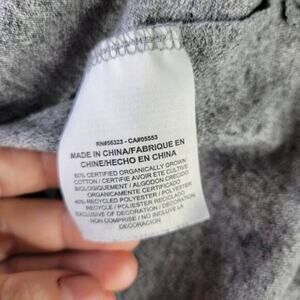 RN#56323 - CA#05553
MADE IN CHINA/FABRIQUE EN
CHINE/HECHO EN CHINA
60% CERTIFIED ORGANICALLY GROWN
COTTON / CERTIFIE AVOIR ETE CULTIVE
BIOLOGIQUEMENT / ALGODON CRECIDO
ORGANICAMENTE CERTIFICADO
40% RECYCLED POLYESTER / POLYESTER
RECYCLE / POLIESTER RECICLADO
EXCLUSIVE OF DECORATION / DECORATION
NON COMPRISE / NO INCLUYE LA
DECORACION